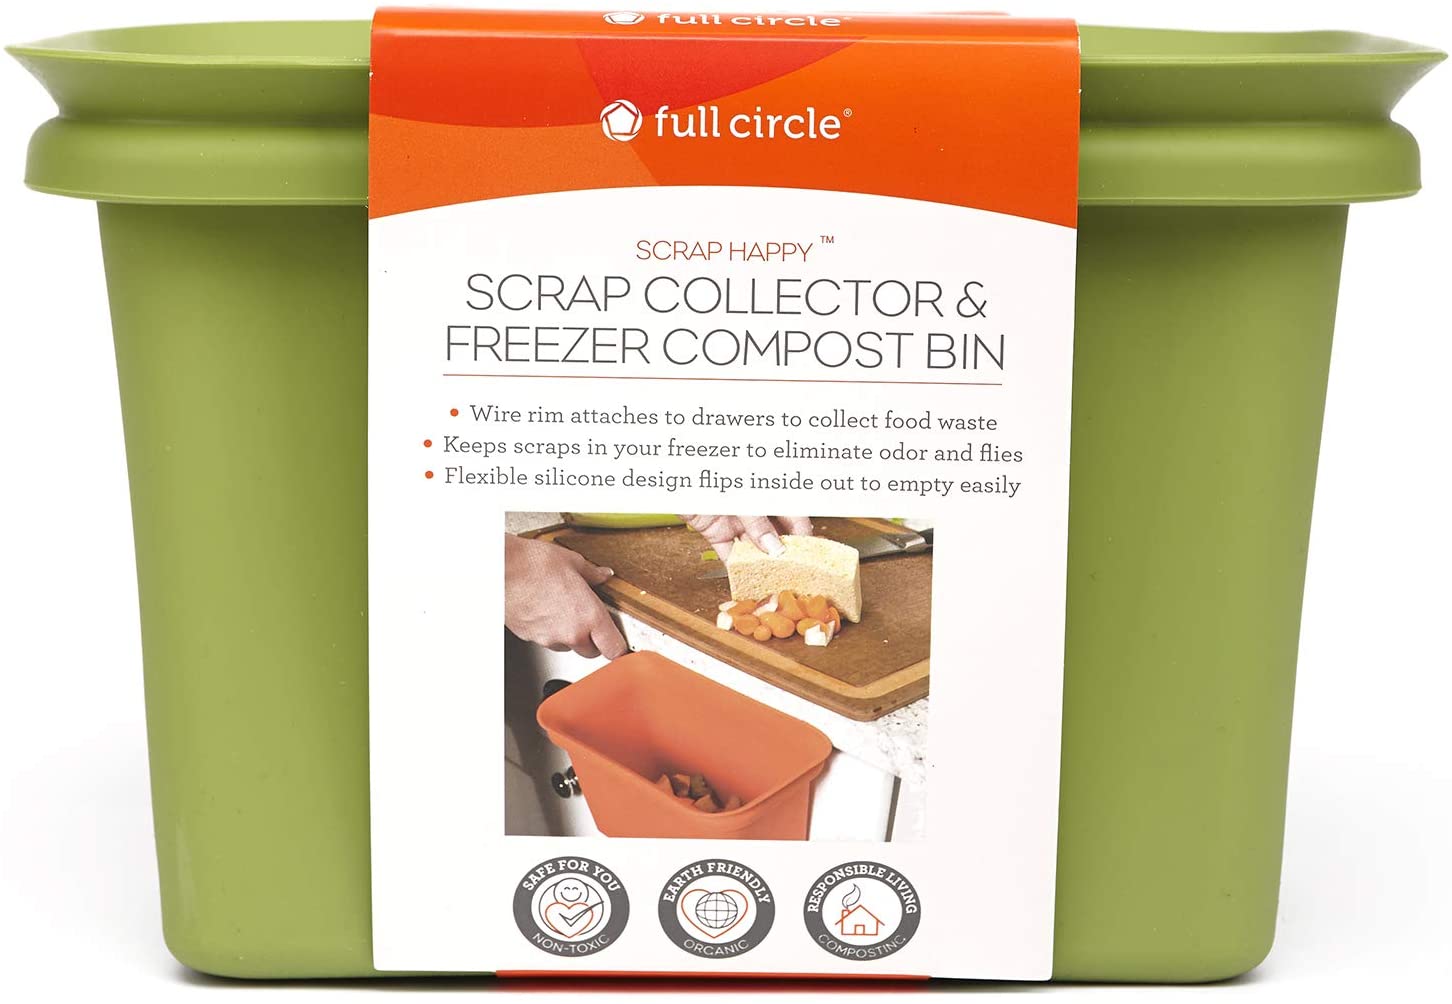 full circle
full circle®
SCRAP HAPPY™
SCRAP COLLECTOR &
FREEZER COMPOST BIN
• Wire rim attaches to drawers to collect food waste
• Keeps scraps in your freezer to eliminate odor and flies
• Flexible silicone design flips inside out to empty easily
SAFE FOR YOU
NON-TOXIC
EARTH FRIENDLY
ORGANIC
RESPONSIBLE LIVING
COMPOSTING